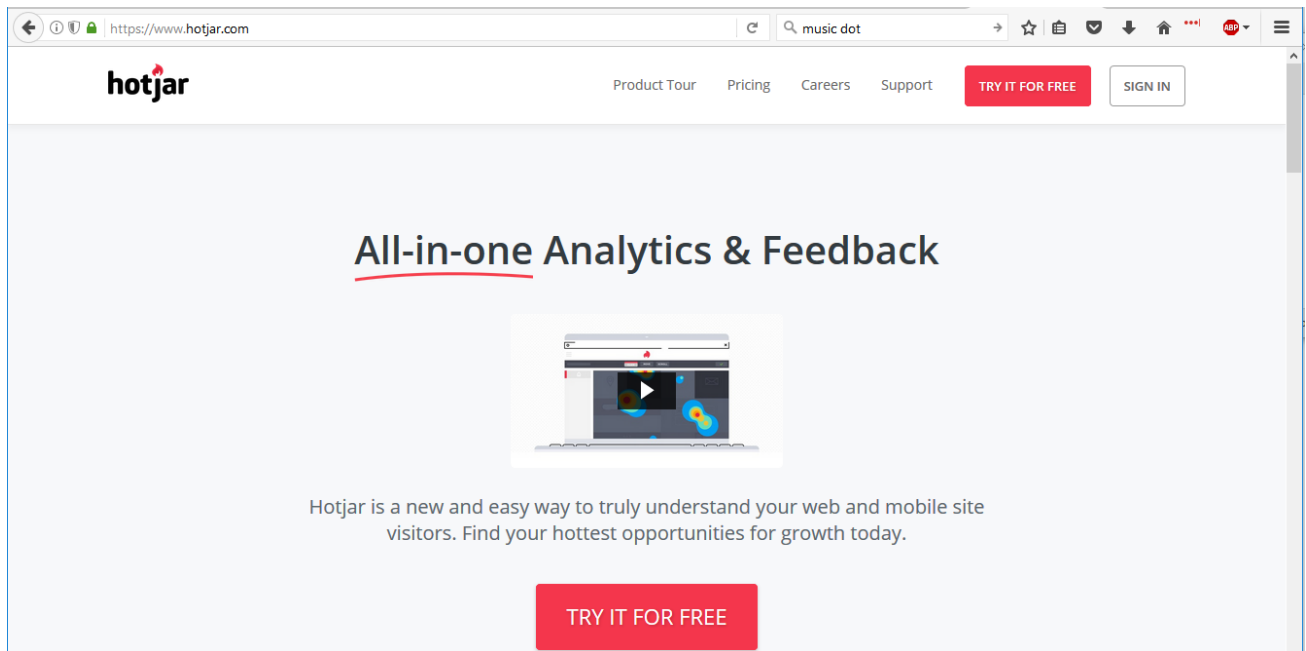 https://www.hotjar.com
music dot
ABP
hotjar
Product Tour
Pricing
Careers
Support
TRY IT FOR FREE
SIGN IN
All-in-one Analytics & Feedback
Hotjar is a new and easy way to truly understand your web and mobile site
visitors. Find your hottest opportunities for growth today.
TRY IT FOR FREE